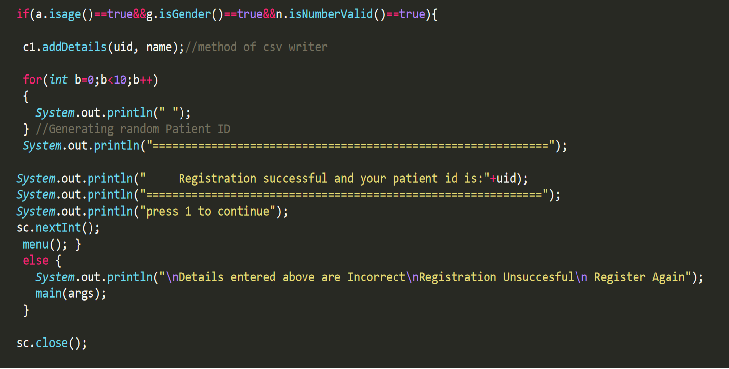 if(a.isage()==true&&g.isGender()==true&&n.isNumberValid()==true){
c1.addDetails(uid, name);//method of csv writer
for(int b=0;b<10;b++)
{
System.out.println(" ");
} //Generating random Patient ID
System.out.println("=============================================================");
System.out.println("     Registration successful and your patient id is:"+uid);
System.out.println("=============================================================");
System.out.println("press 1 to continue");
sc.nextInt();
menu(); }
else {
System.out.println("\nDetails entered above are Incorrect\nRegistration Unsuccesful\n Register Again");
main(args);
}
sc.close();